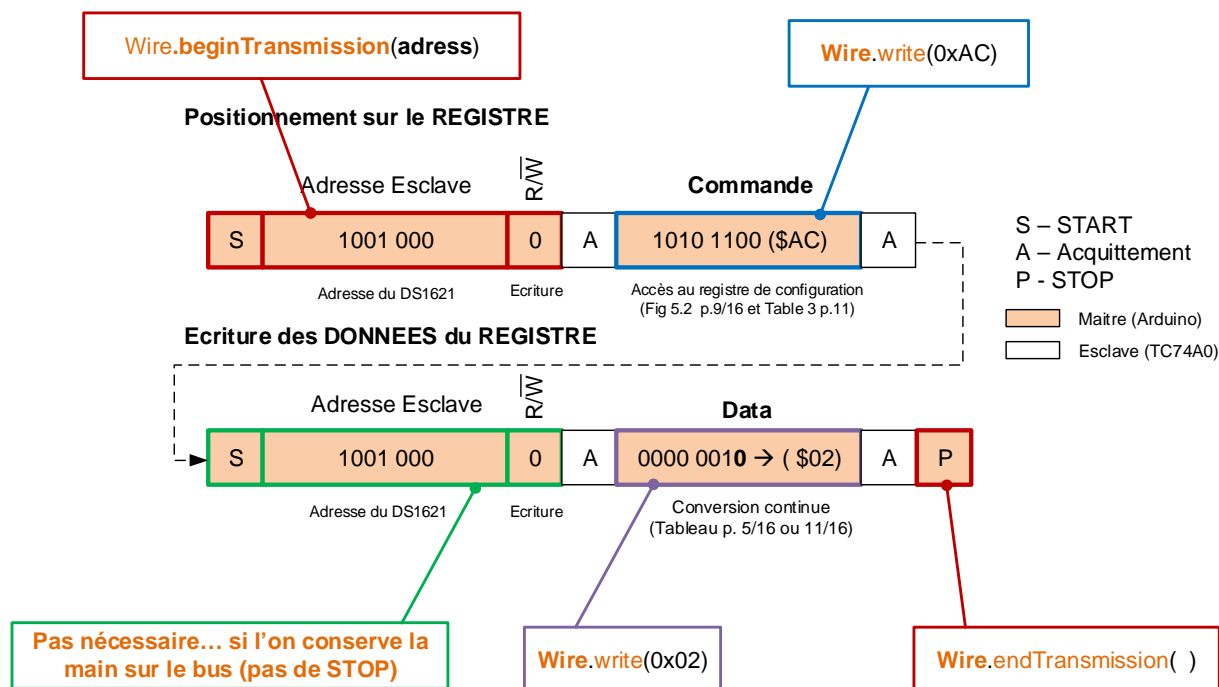 Wire.beginTransmission(adress)
Wire.write(0xAC)
Positionnement sur le REGISTRE
Adresse Esclave
R/W
Commande
S
1001 000
0
A
1010 1100 ($AC)
A
Adresse du DS1621
Ecriture
Accès au registre de configuration
(Fig 5.2 p.9/16 et Table 3 p.11)
S – START
A – Acquittement
P - STOP
Maitre (Arduino)
Esclave (TC74A0)
Ecriture des DONNEES du REGISTRE
Adresse Esclave
R/W
Data
S
1001 000
0
A
0000 0010 → ( $02)
A
P
Adresse du DS1621
Ecriture
Conversion continue
(Tableau p. 5/16 ou 11/16)
Pas nécessaire… si l’on conserve la
main sur le bus (pas de STOP)
Wire.write(0x02)
Wire.endTransmission( )